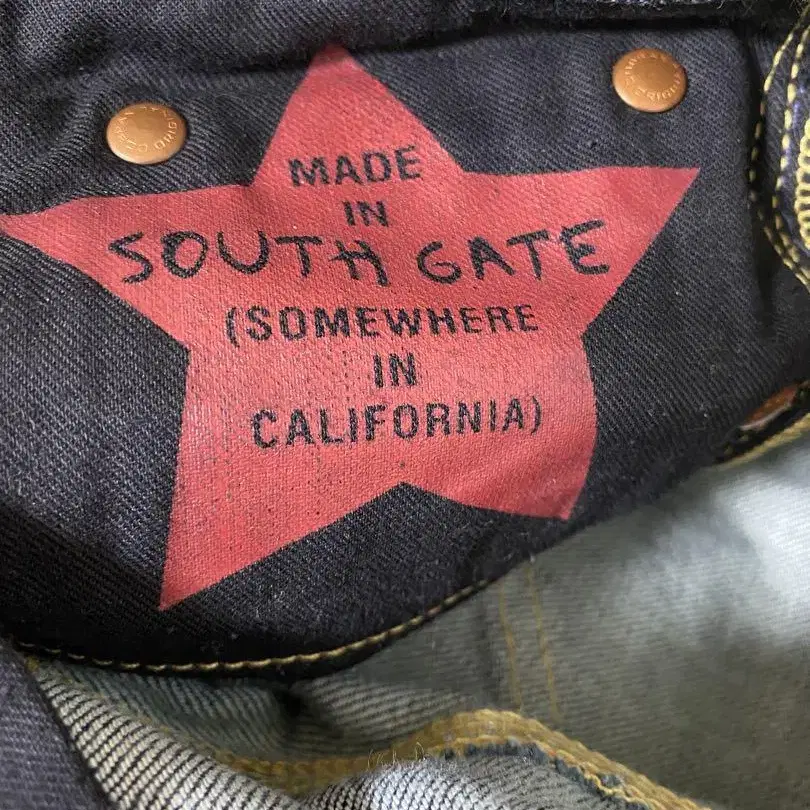 MADE
IN
SOUTH GATE
(SOMEWHERE
IN
CALIFORNIA)